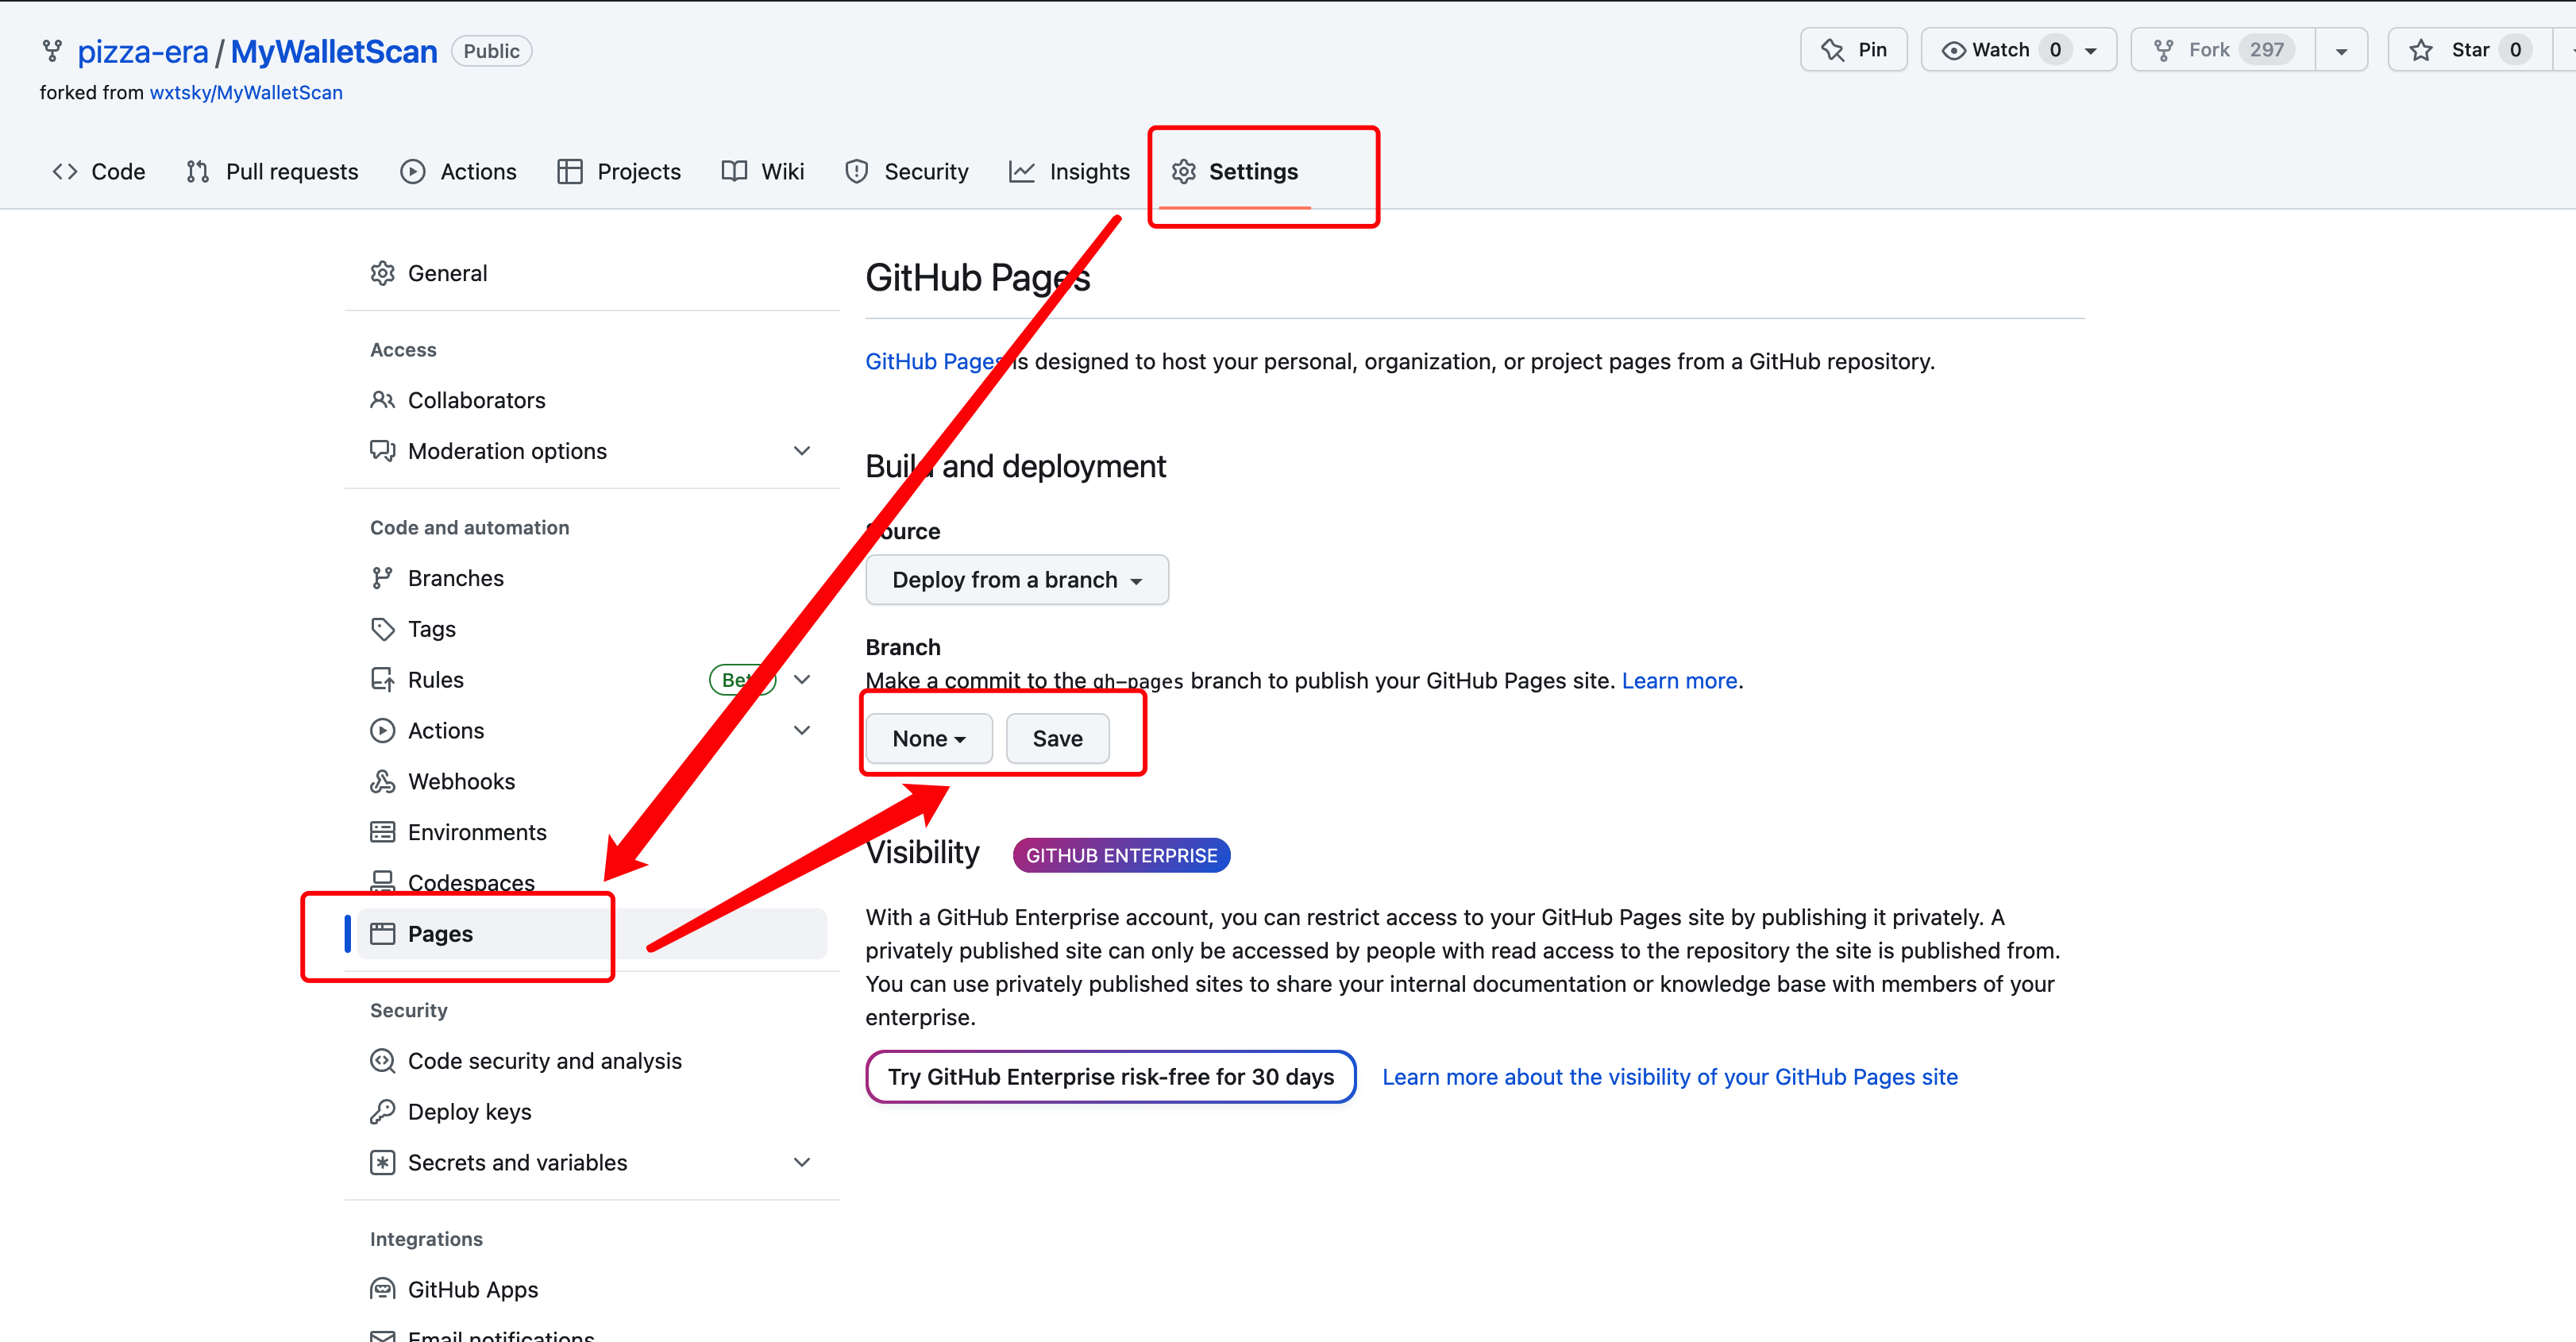 pizza-era / MyWalletScan Public
Pin Watch 0 Fork 297 Star 0
forked from wxtsky/MyWalletScan
Code Pull requests Actions Projects Wiki Security Insights Settings
General
Access
Collaborators
Moderation options
Code and automation
Branches
Tags
Rules Beta
Actions
Webhooks
Environments
Codespaces
Pages
Security
Code security and analysis
Deploy keys
Secrets and variables
Integrations
GitHub Apps
Email notifications
GitHub Pages
GitHub Pages is designed to host your personal, organization, or project pages from a GitHub repository.
Build and deployment
Source
Deploy from a branch
Branch
Make a commit to the gh-pages branch to publish your GitHub Pages site. Learn more.
None Save
Visibility GITHUB ENTERPRISE
With a GitHub Enterprise account, you can restrict access to your GitHub Pages site by publishing it privately. A
privately published site can only be accessed by people with read access to the repository the site is published from.
You can use privately published sites to share your internal documentation or knowledge base with members of your
enterprise.
Try GitHub Enterprise risk-free for 30 days Learn more about the visibility of your GitHub Pages site